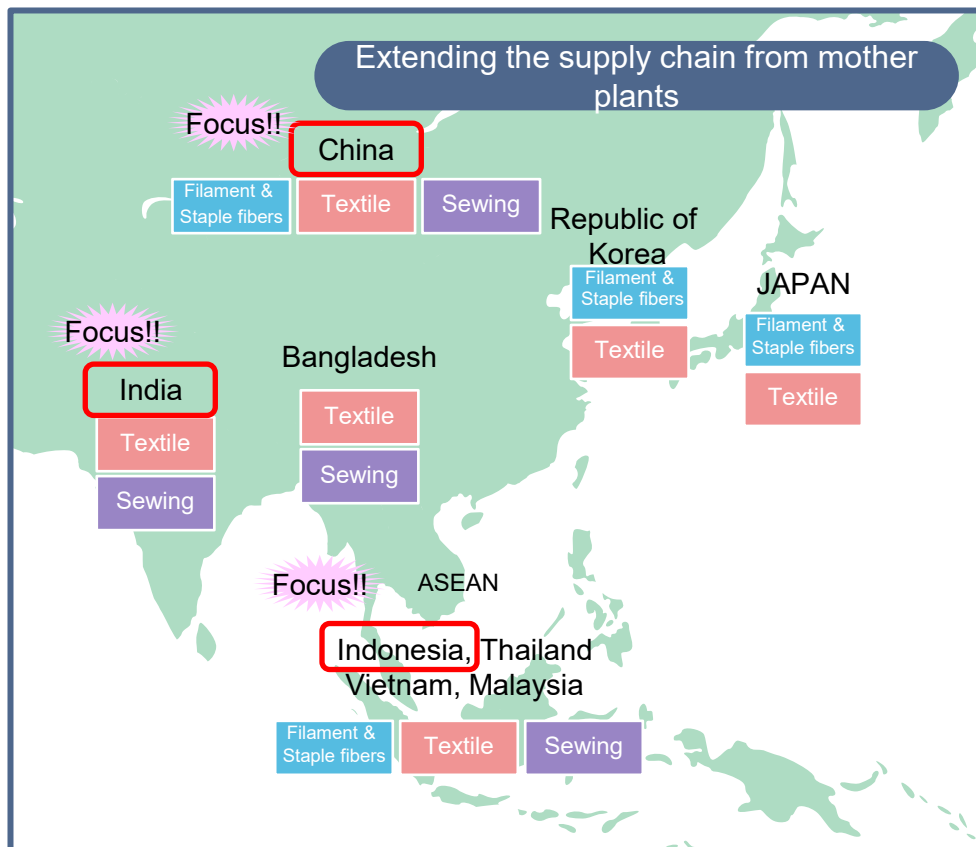 Extending the supply chain from mother
plants
Focus!!
China
Filament &
Staple fibers
Textile
Sewing
Republic of
Korea
Filament &
Staple fibers
Textile
JAPAN
Filament &
Staple fibers
Textile
Focus!!
India
Textile
Sewing
Bangladesh
Textile
Sewing
Focus!!
ASEAN
Indonesia, Thailand
Vietnam, Malaysia
Filament &
Staple fibers
Textile
Sewing